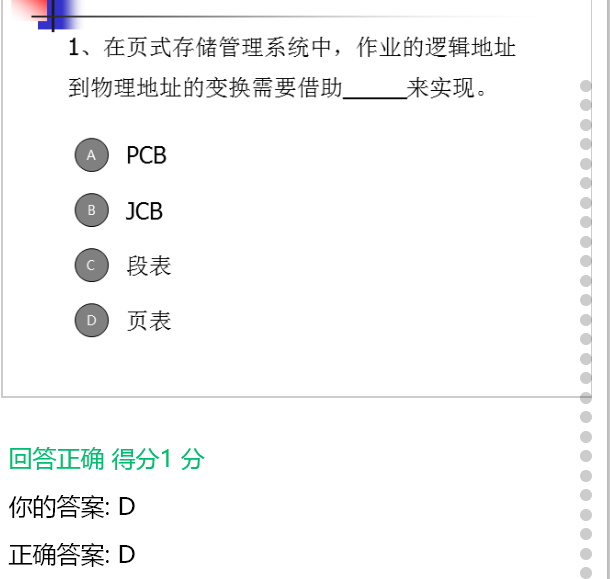 1、在页式存储管理系统中，作业的逻辑地址
到物理地址的变换需要借助______来实现。
A PCB
B JCB
C 段表
D 页表
回答正确 得分1 分
你的答案: D
正确答案: D